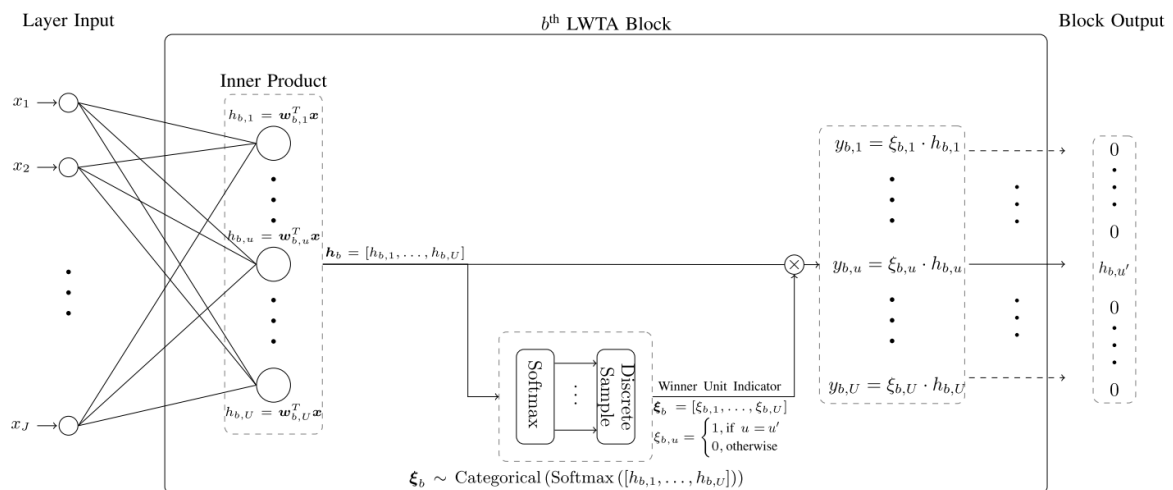 Layer Input
bᵗʰ LWTA Block
Block Output
Inner Product
x₁
x₂
x_J
h_{b,1} = w_{b,1}^T x
h_{b,u} = w_{b,u}^T x
h_{b,U} = w_{b,U}^T x
h_b = [h_{b,1}, . . . , h_{b,U}]
Softmax
Discrete
Sample
Winner Unit Indicator
ξ_b = [ξ_{b,1}, . . . , ξ_{b,U}]
ξ_{b,u} = { 1, if u = u′
0, otherwise
ξ_b ∼ Categorical (Softmax ([h_{b,1}, . . . , h_{b,U}]))
y_{b,1} = ξ_{b,1} · h_{b,1}
y_{b,u} = ξ_{b,u} · h_{b,u}
y_{b,U} = ξ_{b,U} · h_{b,U}
0
0
h_{b,u′}
0
0